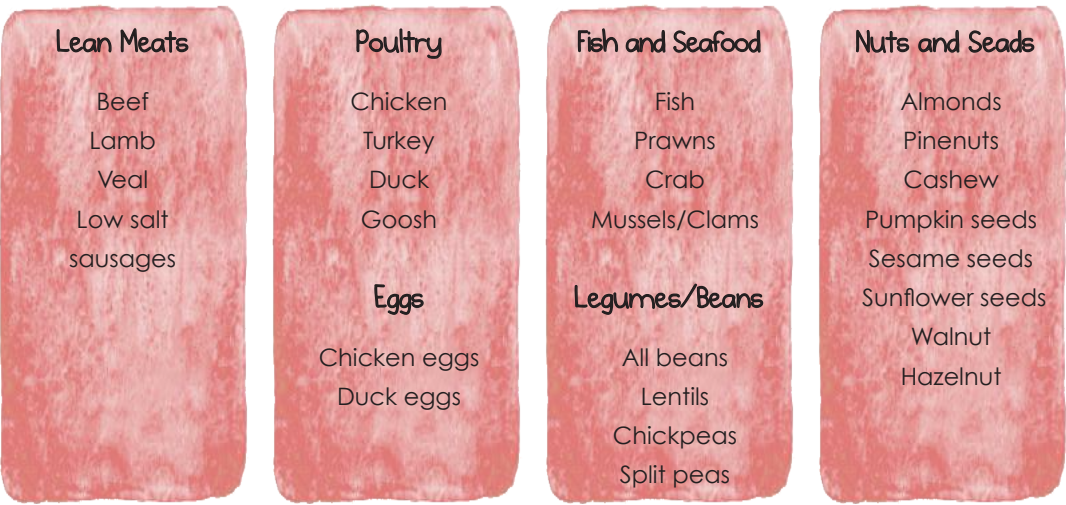 Lean Meats
Beef
Lamb
Veal
Low salt
sausages
Poultry
Chicken
Turkey
Duck
Goosh
Eggs
Chicken eggs
Duck eggs
Fish and Seafood
Fish
Prawns
Crab
Mussels/Clams
Legumes/Beans
All beans
Lentils
Chickpeas
Split peas
Nuts and Seads
Almonds
Pinenuts
Cashew
Pumpkin seeds
Sesame seeds
Sunflower seeds
Walnut
Hazelnut